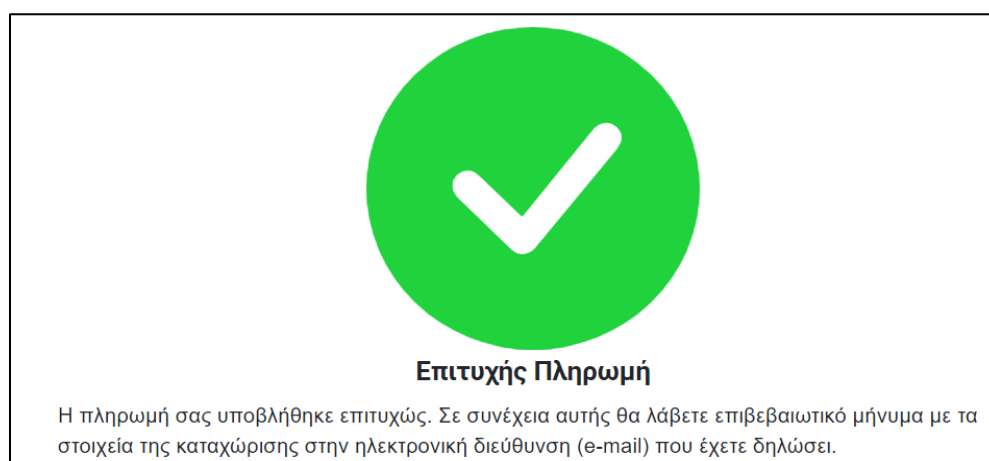 Επιτυχής Πληρωμή
Η πληρωμή σας υποβλήθηκε επιτυχώς. Σε συνέχεια αυτής θα λάβετε επιβεβαιωτικό μήνυμα με τα
στοιχεία της καταχώρισης στην ηλεκτρονική διεύθυνση (e-mail) που έχετε δηλώσει.